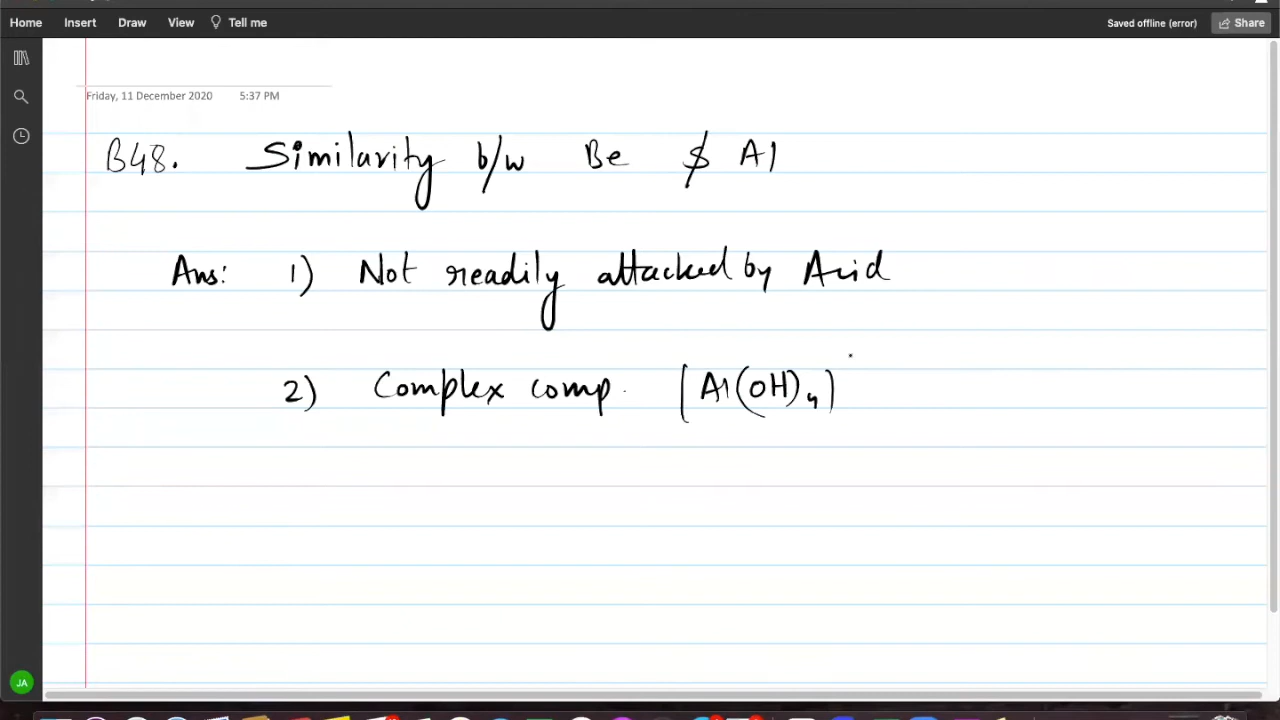 Home Insert Draw View Tell me Saved offline (error) Share
Friday, 11 December 2020 5:37 PM
B48. Similarity b/w Be & Al
Ans: 1) Not readily attacked by Acid
2) Complex comp. [Al(OH)4]
JA